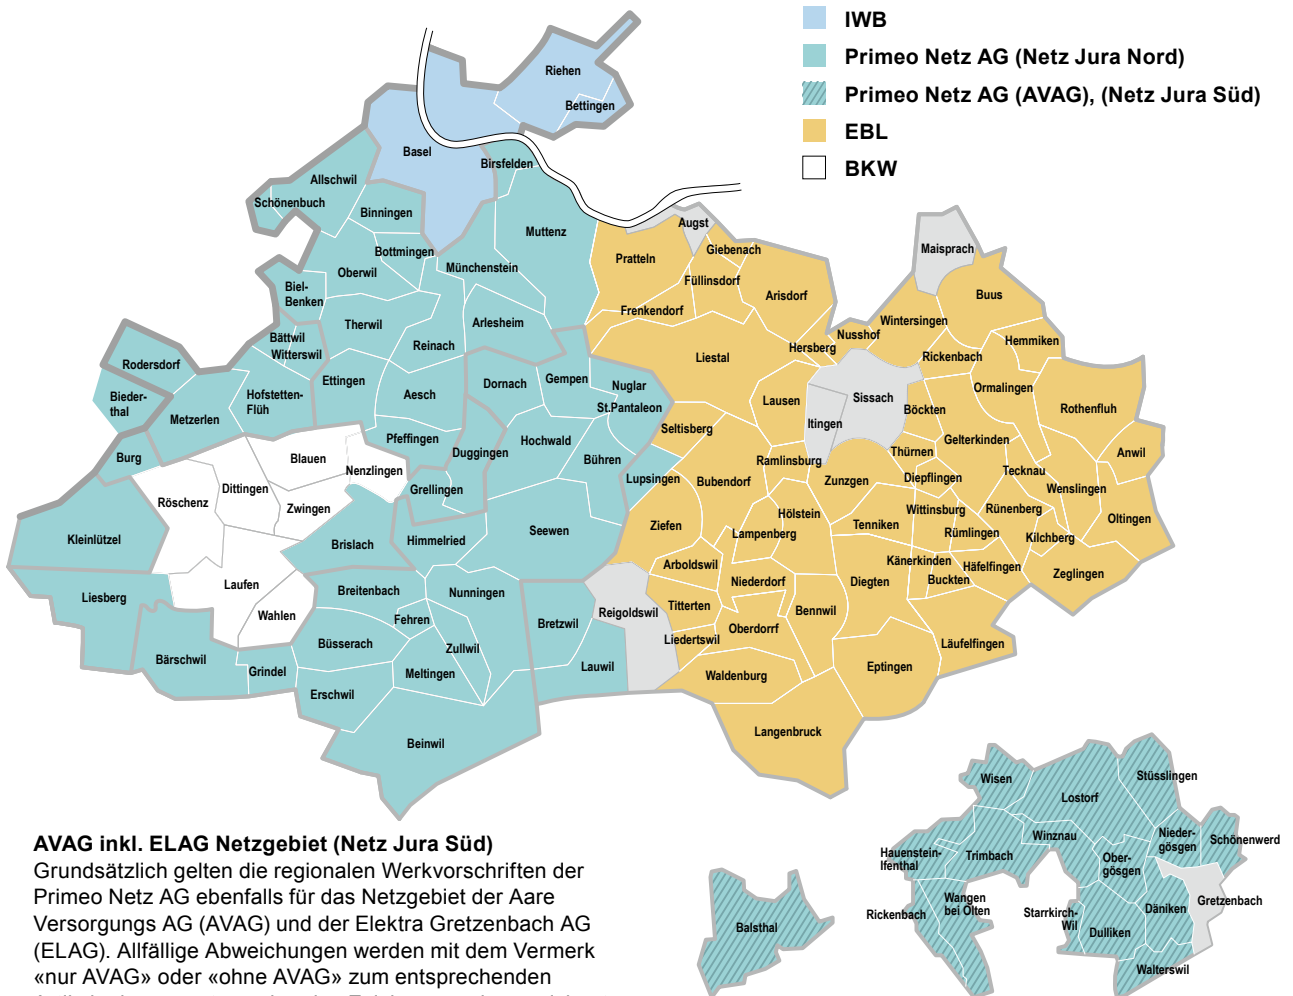 IWB
Primeo Netz AG (Netz Jura Nord)
Primeo Netz AG (AVAG), (Netz Jura Süd)
EBL
BKW
Riehen
Bettingen
Basel
Birsfelden
Allschwil
Schönenbuch
Binningen
Muttenz
Bottmingen
Oberwil
Münchenstein
Biel-
Benken
Therwil
Arlesheim
Bättwil
Witterswil
Reinach
Rodersdorf
Bieder-
thal
Metzerlen
Hofstetten-
Flüh
Ettingen
Aesch
Dornach
Gempen
Nuglar
St.Pantaleon
Pfeffingen
Duggingen
Hochwald
Büren
Burg
Blauen
Nenzlingen
Grellingen
Lupsingen
Röschenz
Dittingen
Zwingen
Kleinlützel
Brislach
Himmelried
Seewen
Liesberg
Laufen
Wahlen
Breitenbach
Nunningen
Fehren
Bretzwil
Reigoldswil
Büsserach
Zullwil
Bärschwil
Grindel
Meltingen
Lauwil
Erschwil
Beinwil
Augst
Pratteln
Giebenach
Füllinsdorf
Arisdorf
Frenkendorf
Maisprach
Buus
Wintersingen
Nusshof
Hersberg
Hemmiken
Rickenbach
Liestal
Lausen
Sissach
Ormalingen
Rothenfluh
Itingen
Böckten
Seltisberg
Gelterkinden
Thürnen
Anwil
Ramlinsburg
Bubendorf
Zunzgen
Diepflingen
Tecknau
Wenslingen
Ziefen
Hölstein
Wittinsburg
Rünenberg
Oltingen
Lampenberg
Tenniken
Rümlingen
Kilchberg
Arboldswil
Känerkinden
Häfelfingen
Zeglingen
Niederdorf
Diegten
Buckten
Titterten
Bennwil
Liedertswil
Oberdorrf
Läufelfingen
Waldenburg
Eptingen
Langenbruck
Wisen
Stüsslingen
Lostorf
Hauenstein-
Ifenthal
Trimbach
Winznau
Nieder-
gösgen
Schönenwerd
Ober-
gösgen
Rickenbach
Wangen
bei Olten
Starrkirch-
Wil
Dulliken
Däniken
Gretzenbach
Walterswil
Balsthal
AVAG inkl. ELAG Netzgebiet (Netz Jura Süd)
Grundsätzlich gelten die regionalen Werkvorschriften der
Primeo Netz AG ebenfalls für das Netzgebiet der Aare
Versorgungs AG (AVAG) und der Elektra Gretzenbach AG
(ELAG). Allfällige Abweichungen werden mit dem Vermerk
«nur AVAG» oder «ohne AVAG» zum entsprechenden